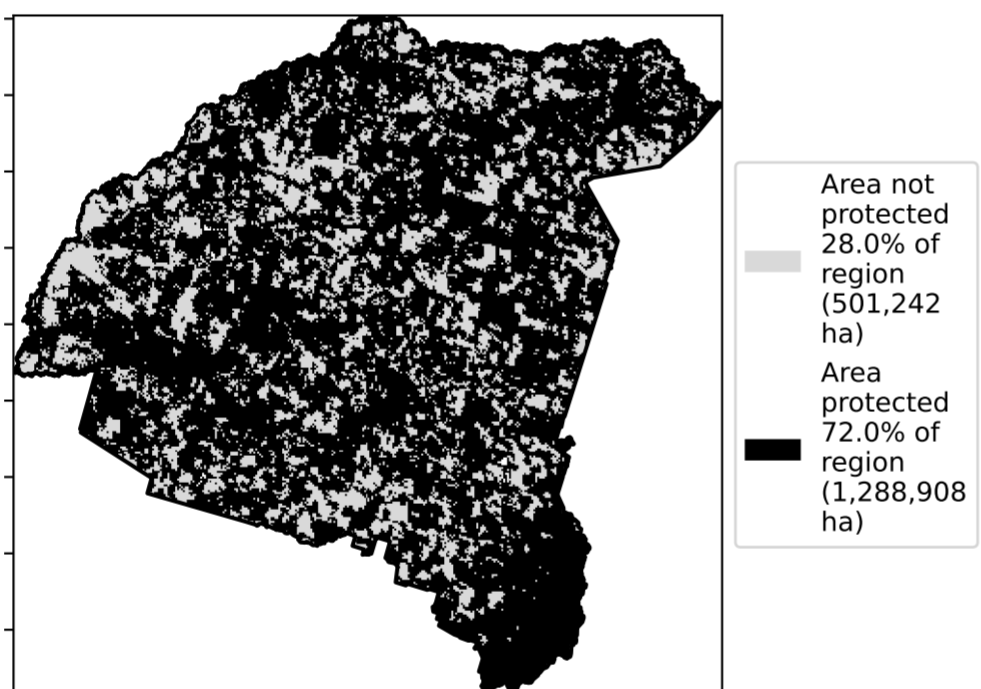 Area not
protected
28.0% of
region
(501,242
ha)
Area
protected
72.0% of
region
(1,288,908
ha)